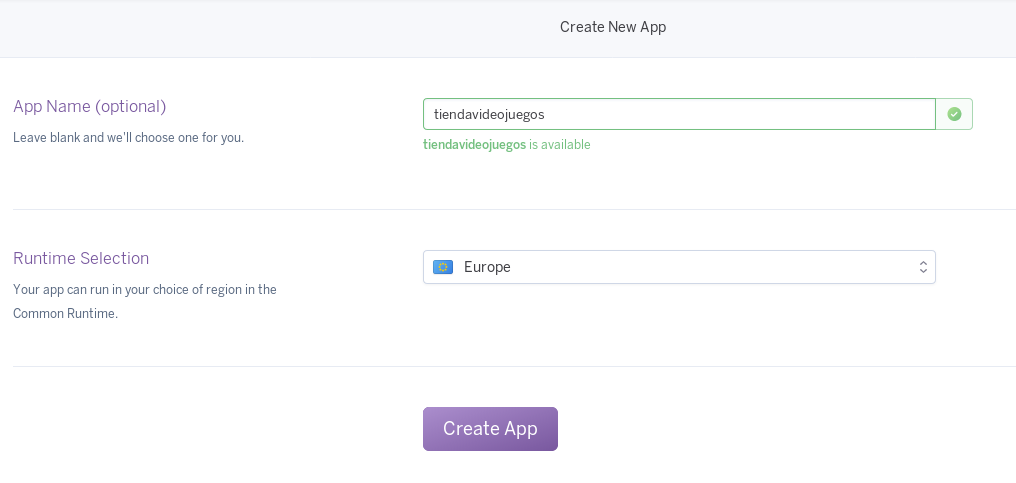 Create New App
App Name (optional)
Leave blank and we'll choose one for you.
tiendavideojuegos
tiendavideojuegos is available
Runtime Selection
Your app can run in your choice of region in the
Common Runtime.
Europe
Create App